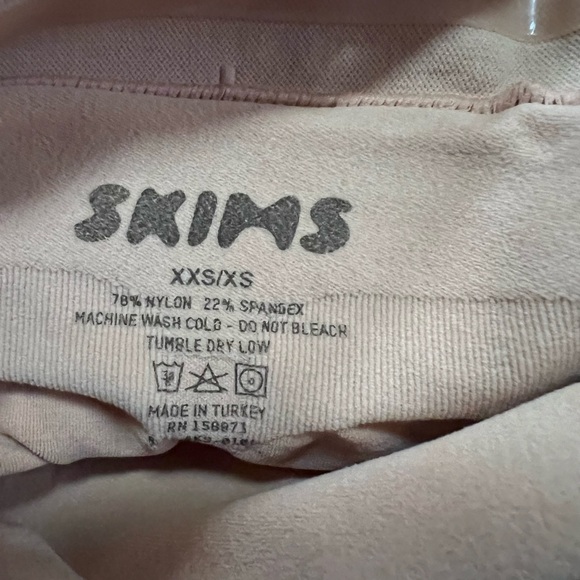 SKIMS
XXS/XS
78% NYLON 22% SPANDEX
MACHINE WASH COLD - DO NOT BLEACH
TUMBLE DRY LOW
MADE IN TURKEY
RN 158871